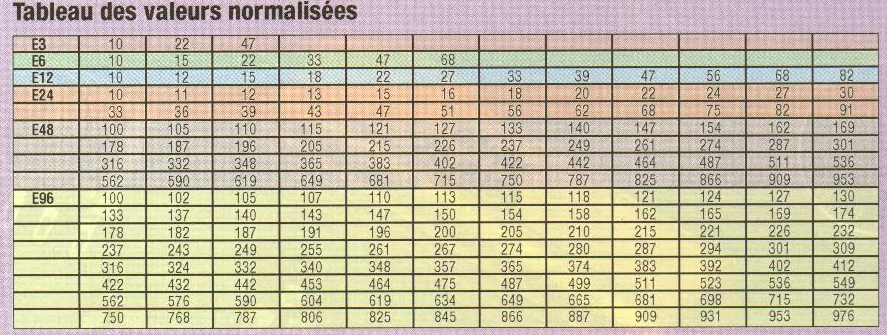 Tableau des valeurs normalisées
E3 10 22 47
E6 10 15 22 33 47 68
E12 10 12 15 18 22 27 33 39 47 56 68 82
E24 10 11 12 13 15 16 18 20 22 24 27 30
33 36 39 43 47 51 56 62 68 75 82 91
E48 100 105 110 115 121 127 133 140 147 154 162 169
178 187 196 205 215 226 237 249 261 274 287 301
316 332 348 365 383 402 422 442 464 487 511 536
562 590 619 649 681 715 750 787 825 866 909 953
E96 100 102 105 107 110 113 115 118 121 124 127 130
133 137 140 143 147 150 154 158 162 165 169 174
178 182 187 191 196 200 205 210 215 221 226 232
237 243 249 255 261 267 274 280 287 294 301 309
316 324 332 340 348 357 365 374 383 392 402 412
422 432 442 453 464 475 487 499 511 523 536 549
562 576 590 604 619 634 649 665 681 698 715 732
750 768 787 806 825 845 866 887 909 931 953 976